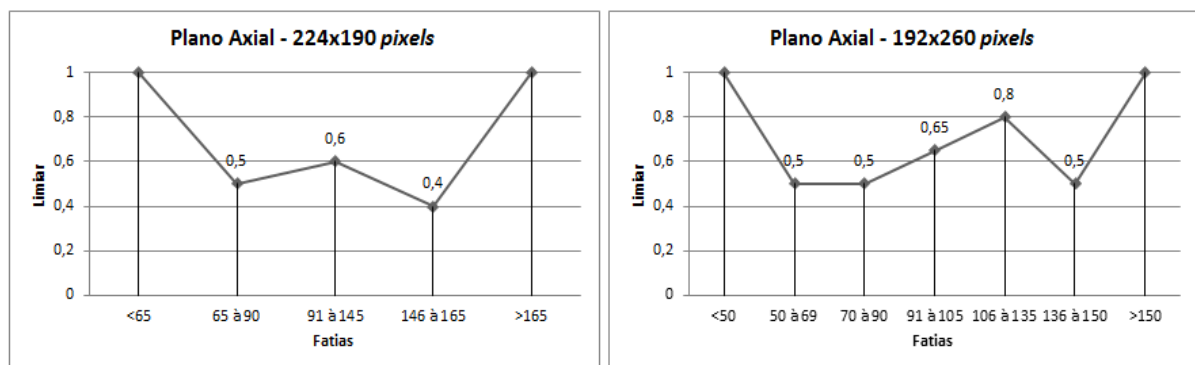 Plano Axial - 224x190 pixels
1
0,8
0,6
0,4
0,2
0
Limiar
0,5
0,6
0,4
<65
65 à 90
91 à 145
146 à 165
>165
Fatias
Plano Axial - 192x260 pixels
1
0,8
0,6
0,4
0,2
0
Limiar
0,5
0,5
0,65
0,8
0,5
<50
50 à 69
70 à 90
91 à 105
106 à 135
136 à 150
>150
Fatias